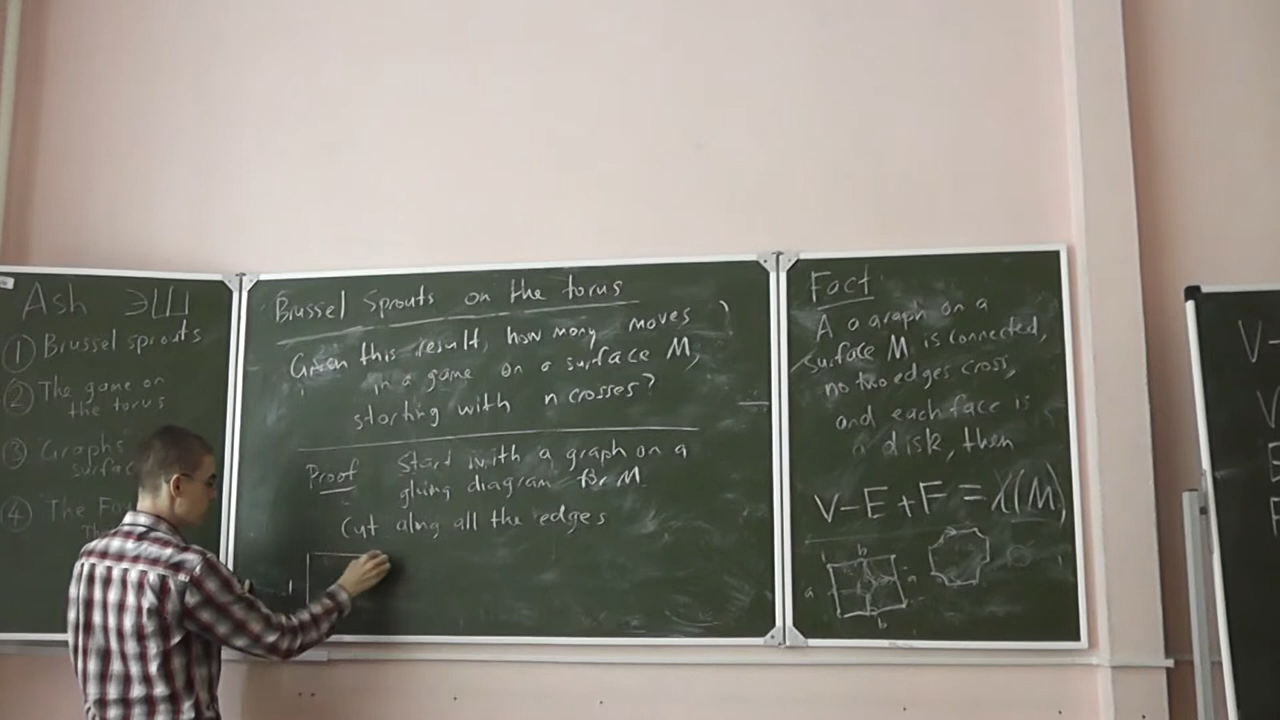 Ash ЭШ
① Brussel sprouts
② The game on
the torus
③ Graphs
surfac
④ The Fa
Th
Brussel Sprouts on the torus
Given this result, how many moves
in a game on a surface M,
starting with n crosses?
Proof Start with a graph on a
gluing diagram for M.
Cut along all the edges
Fact
A a graph on a
surface M is connected,
no two edges cross,
and each face is
a disk, then
V-E+F=χ(M)
b
a a
b
V-
V
E
F